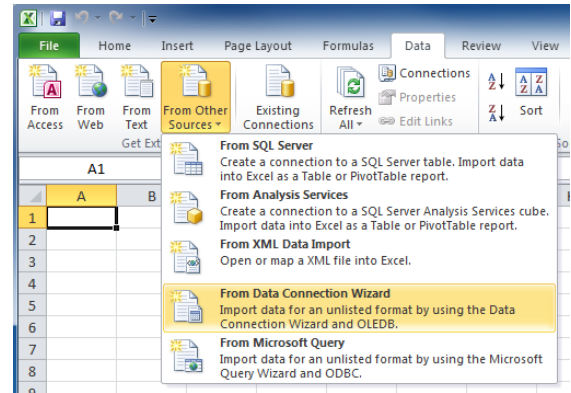 File Home Insert Page Layout Formulas Data Review View
From Access
From Web
From Text
From Other Sources
Existing Connections
Refresh All
Connections
Properties
Edit Links
Sort
Get Ext
A1
A B
1
2
3
4
5
6
7
8
From SQL Server
Create a connection to a SQL Server table. Import data
into Excel as a Table or PivotTable report.
From Analysis Services
Create a connection to a SQL Server Analysis Services cube.
Import data into Excel as a Table or PivotTable report.
From XML Data Import
Open or map a XML file into Excel.
From Data Connection Wizard
Import data for an unlisted format by using the Data
Connection Wizard and OLEDB.
From Microsoft Query
Import data for an unlisted format by using the Microsoft
Query Wizard and ODBC.